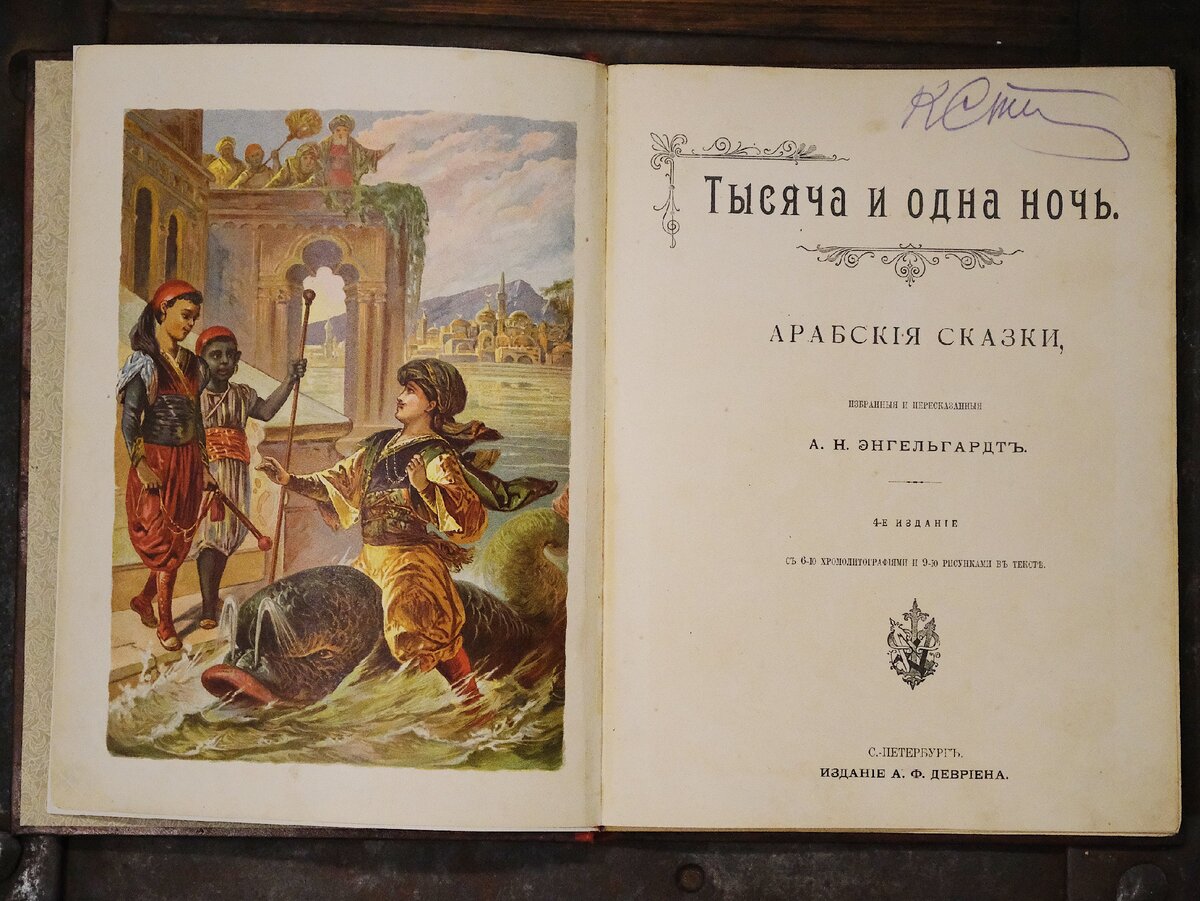 Тысяча и одна ночь.
АРАБСКІЯ СКАЗКИ,
ИЗБРАННЫЯ И ПЕРЕСКАЗАННЫЯ
А. Н. ЭНГЕЛЬГАРДТЪ.
4-Е ИЗДАНІЕ
СЪ 6-Ю ХРОМОЛИТОГРАФІЯМИ И 9-Ю РИСУНКАМИ ВЪ ТЕКСТѢ.
С.-ПЕТЕРБУРГЪ.
ИЗДАНІЕ А. Ф. ДЕВРІЕНА.